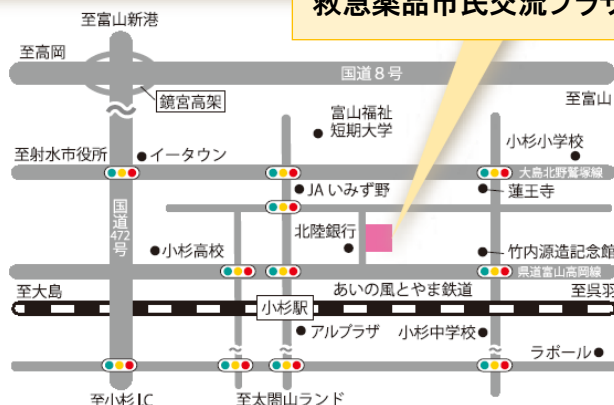 至富山新港
救急薬品市民交流プラザ
至高岡
国道８号
鏡宮高架
至富山
富山福祉
短期大学
小杉小学校
至射水市役所
イータウン
大島北野鷲塚線
JAいみず野
蓮王寺
国道472号
北陸銀行
小杉高校
竹内源造記念館
県道富山高岡線
至大島
あいの風とやま鉄道
至呉羽
小杉駅
アルプラザ
小杉中学校
ラポール
至小杉I.C
至太閤山ランド